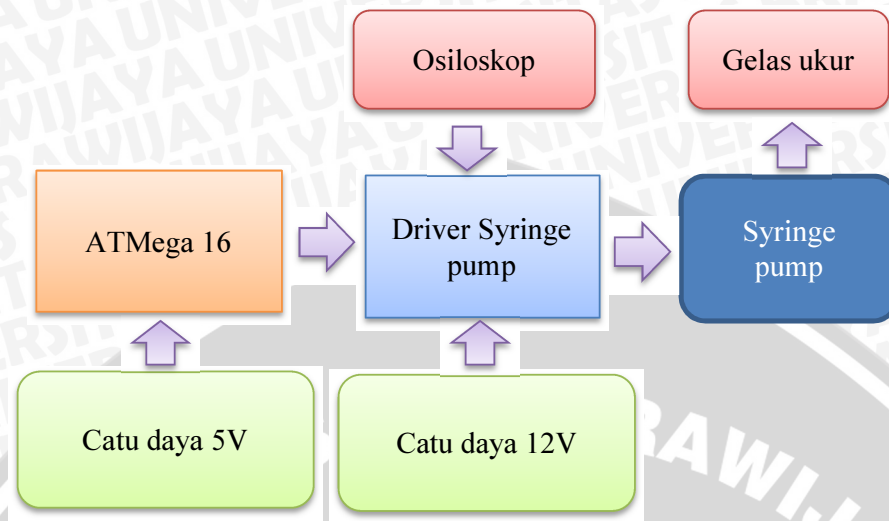 Osiloskop
Gelas ukur
ATMega 16
Driver Syringe
pump
Syringe
pump
Catu daya 5V
Catu daya 12V